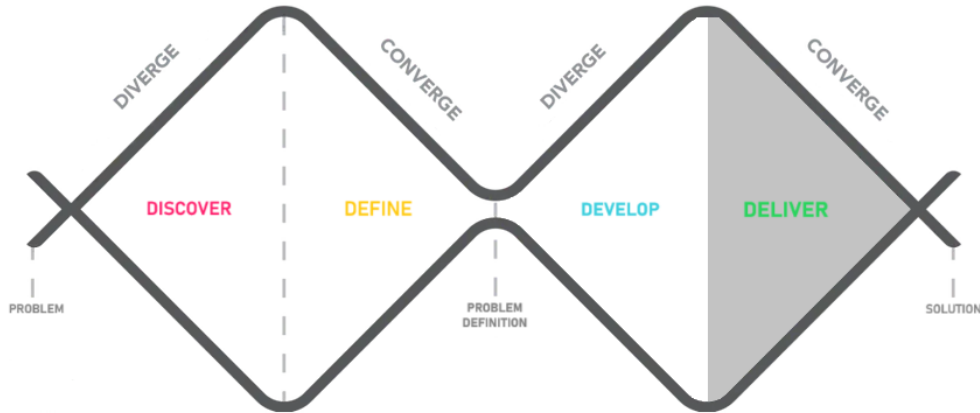 DIVERGE
CONVERGE
DIVERGE
CONVERGE
DISCOVER
DEFINE
DEVELOP
DELIVER
PROBLEM
PROBLEM
DEFINITION
SOLUTION